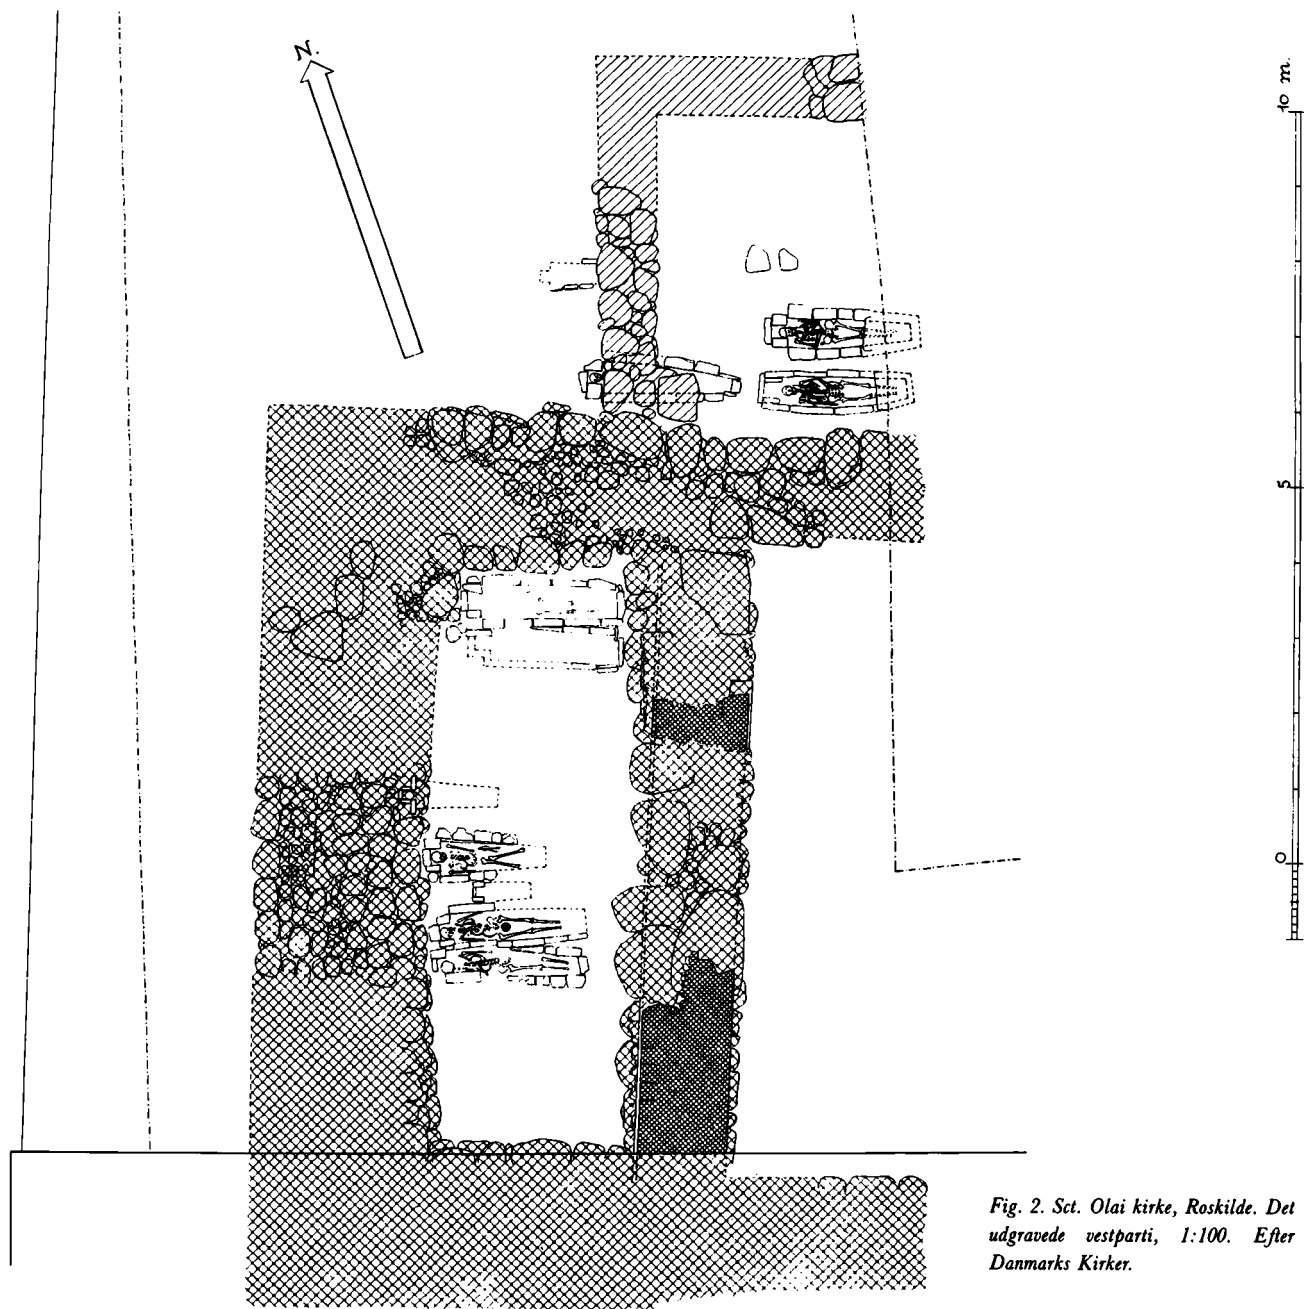 N.
10 m.
5
0
Fig. 2. Sct. Olai kirke, Roskilde. Det
udgravede vestparti, 1:100. Efter
Danmarks Kirker.